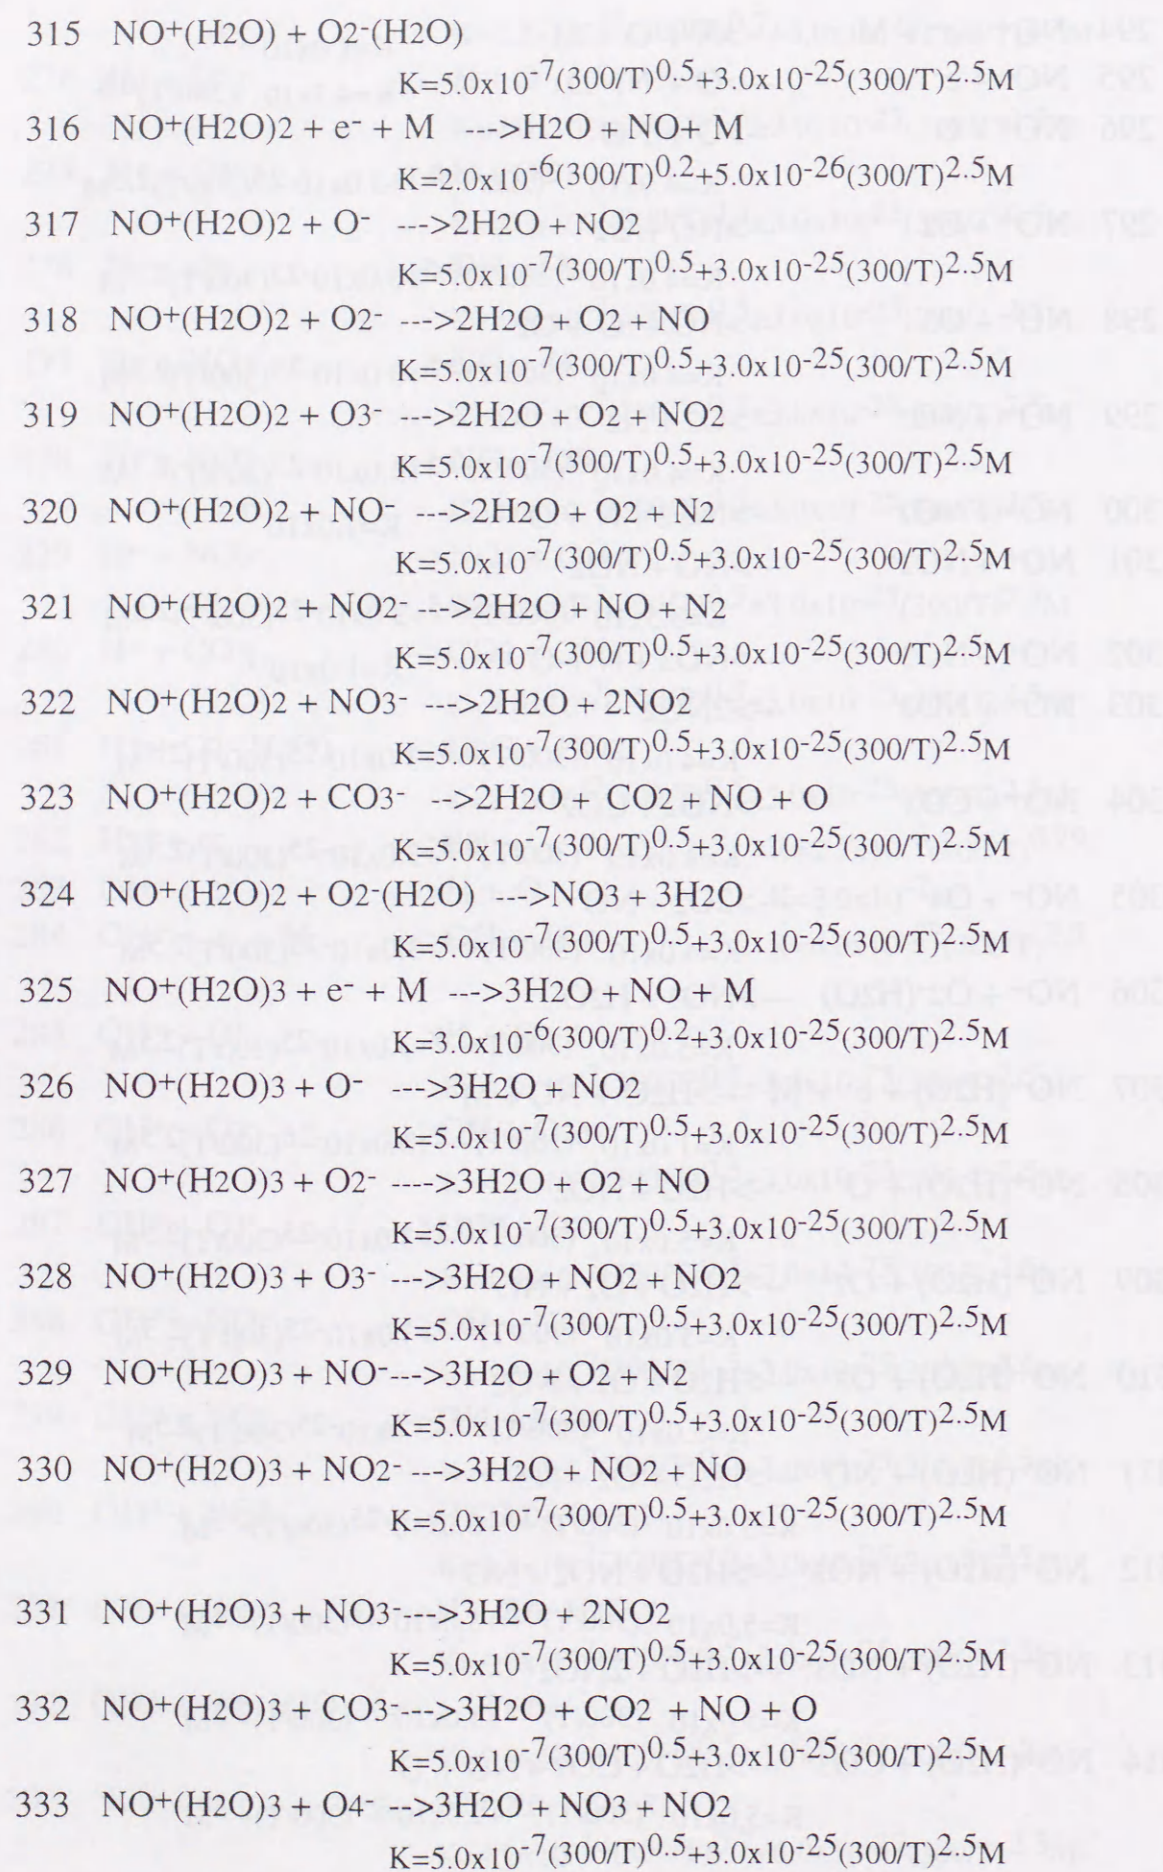 315 NO+(H2O) + O2-(H2O)
K=5.0x10-7(300/T)0.5+3.0x10-25(300/T)2.5M
316 NO+(H2O)2 + e- + M --->H2O + NO+ M
K=2.0x10-6(300/T)0.2+5.0x10-26(300/T)2.5M
317 NO+(H2O)2 + O- --->2H2O + NO2
K=5.0x10-7(300/T)0.5+3.0x10-25(300/T)2.5M
318 NO+(H2O)2 + O2- --->2H2O + O2 + NO
K=5.0x10-7(300/T)0.5+3.0x10-25(300/T)2.5M
319 NO+(H2O)2 + O3- --->2H2O + O2 + NO2
K=5.0x10-7(300/T)0.5+3.0x10-25(300/T)2.5M
320 NO+(H2O)2 + NO- --->2H2O + O2 + N2
K=5.0x10-7(300/T)0.5+3.0x10-25(300/T)2.5M
321 NO+(H2O)2 + NO2- --->2H2O + NO + N2
K=5.0x10-7(300/T)0.5+3.0x10-25(300/T)2.5M
322 NO+(H2O)2 + NO3- --->2H2O + 2NO2
K=5.0x10-7(300/T)0.5+3.0x10-25(300/T)2.5M
323 NO+(H2O)2 + CO3- -->2H2O + CO2 + NO + O
K=5.0x10-7(300/T)0.5+3.0x10-25(300/T)2.5M
324 NO+(H2O)2 + O2-(H2O) --->NO3 + 3H2O
K=5.0x10-7(300/T)0.5+3.0x10-25(300/T)2.5M
325 NO+(H2O)3 + e- + M --->3H2O + NO + M
K=3.0x10-6(300/T)0.2+3.0x10-25(300/T)2.5M
326 NO+(H2O)3 + O- --->3H2O + NO2
K=5.0x10-7(300/T)0.5+3.0x10-25(300/T)2.5M
327 NO+(H2O)3 + O2- ---->3H2O + O2 + NO
K=5.0x10-7(300/T)0.5+3.0x10-25(300/T)2.5M
328 NO+(H2O)3 + O3- --->3H2O + NO2 + NO2
K=5.0x10-7(300/T)0.5+3.0x10-25(300/T)2.5M
329 NO+(H2O)3 + NO- --->3H2O + O2 + N2
K=5.0x10-7(300/T)0.5+3.0x10-25(300/T)2.5M
330 NO+(H2O)3 + NO2- --->3H2O + NO2 + NO
K=5.0x10-7(300/T)0.5+3.0x10-25(300/T)2.5M
331 NO+(H2O)3 + NO3- --->3H2O + 2NO2
K=5.0x10-7(300/T)0.5+3.0x10-25(300/T)2.5M
332 NO+(H2O)3 + CO3- --->3H2O + CO2 + NO + O
K=5.0x10-7(300/T)0.5+3.0x10-25(300/T)2.5M
333 NO+(H2O)3 + O4- -->3H2O + NO3 + NO2
K=5.0x10-7(300/T)0.5+3.0x10-25(300/T)2.5M